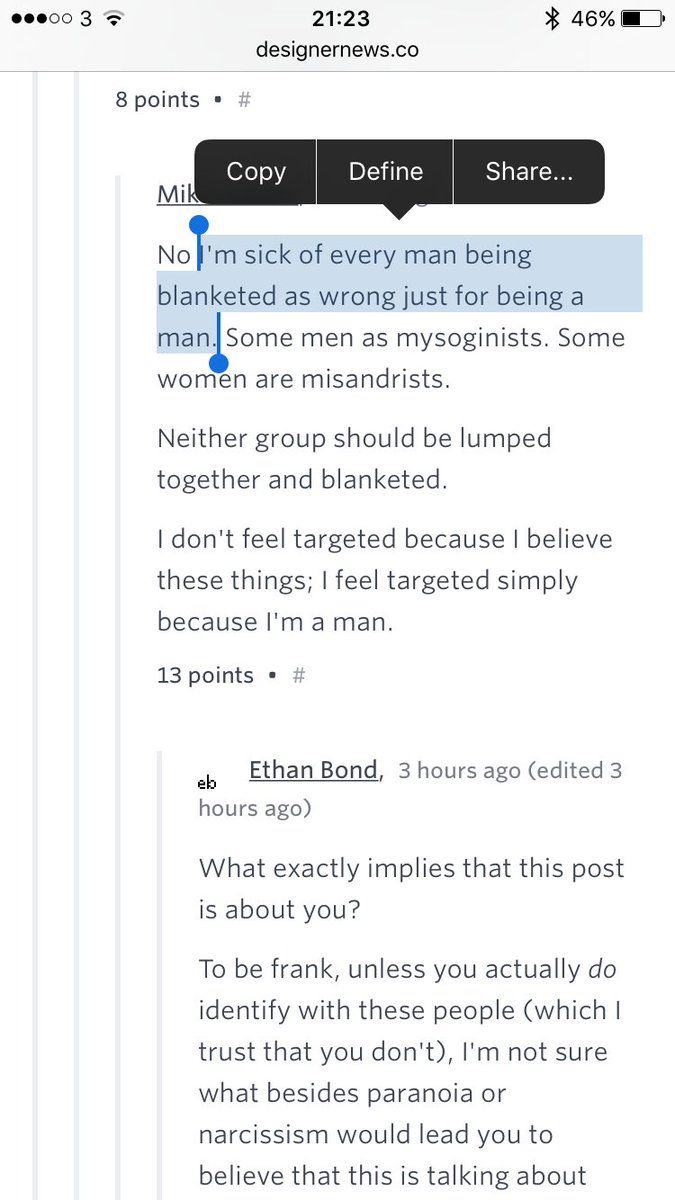 3 21:23 46%
designernews.co
8 points • #
Copy Define Share...
Mik
No I'm sick of every man being
blanketed as wrong just for being a
man. Some men as mysoginists. Some
women are misandrists.
Neither group should be lumped
together and blanketed.
I don't feel targeted because I believe
these things; I feel targeted simply
because I'm a man.
13 points • #
eb Ethan Bond, 3 hours ago (edited 3
hours ago)
What exactly implies that this post
is about you?
To be frank, unless you actually do
identify with these people (which I
trust that you don't), I'm not sure
what besides paranoia or
narcissism would lead you to
believe that this is talking about